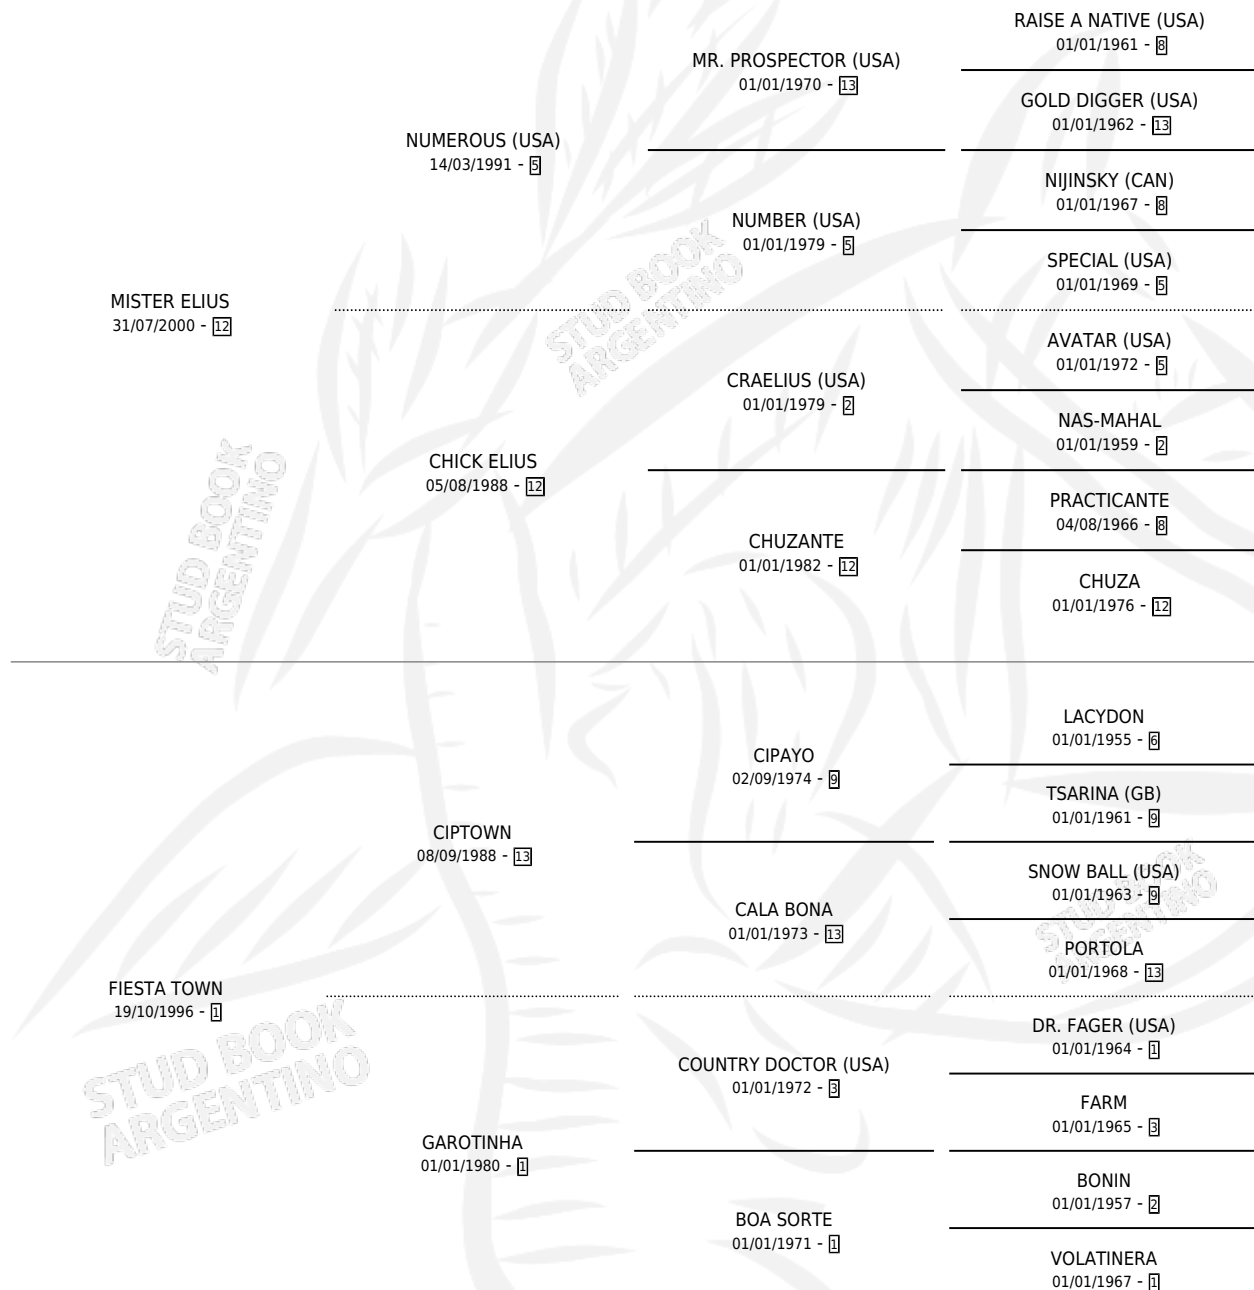 RAISE A NATIVE (USA)
01/01/1961 - 8
MR. PROSPECTOR (USA)
01/01/1970 - 13
GOLD DIGGER (USA)
01/01/1962 - 13
NUMEROUS (USA)
14/03/1991 - 5
NIJINSKY (CAN)
01/01/1967 - 8
NUMBER (USA)
01/01/1979 - 5
SPECIAL (USA)
01/01/1969 - 5
MISTER ELIUS
31/07/2000 - 12
STUD BOOK
ARGENTINO
AVATAR (USA)
01/01/1972 - 5
CRAELIUS (USA)
01/01/1979 - 2
NAS-MAHAL
01/01/1959 - 2
CHICK ELIUS
05/08/1988 - 12
PRACTICANTE
04/08/1966 - 8
CHUZANTE
01/01/1982 - 12
CHUZA
01/01/1976 - 12
STUD BOOK
ARGENTINO
LACYDON
01/01/1955 - 6
CIPAYO
02/09/1974 - 9
TSARINA (GB)
01/01/1961 - 9
CIPTOWN
08/09/1988 - 13
SNOW BALL (USA)
01/01/1963 - 9
CALA BONA
01/01/1973 - 13
STUD BOOK
ARGENTINO
PORTOLA
01/01/1968 - 13
FIESTA TOWN
19/10/1996 - 1
DR. FAGER (USA)
01/01/1964 - 1
COUNTRY DOCTOR (USA)
01/01/1972 - 3
STUD BOOK
ARGENTINO
FARM
01/01/1965 - 3
GAROTINHA
01/01/1980 - 1
BONIN
01/01/1957 - 2
BOA SORTE
01/01/1971 - 1
VOLATINERA
01/01/1967 - 1